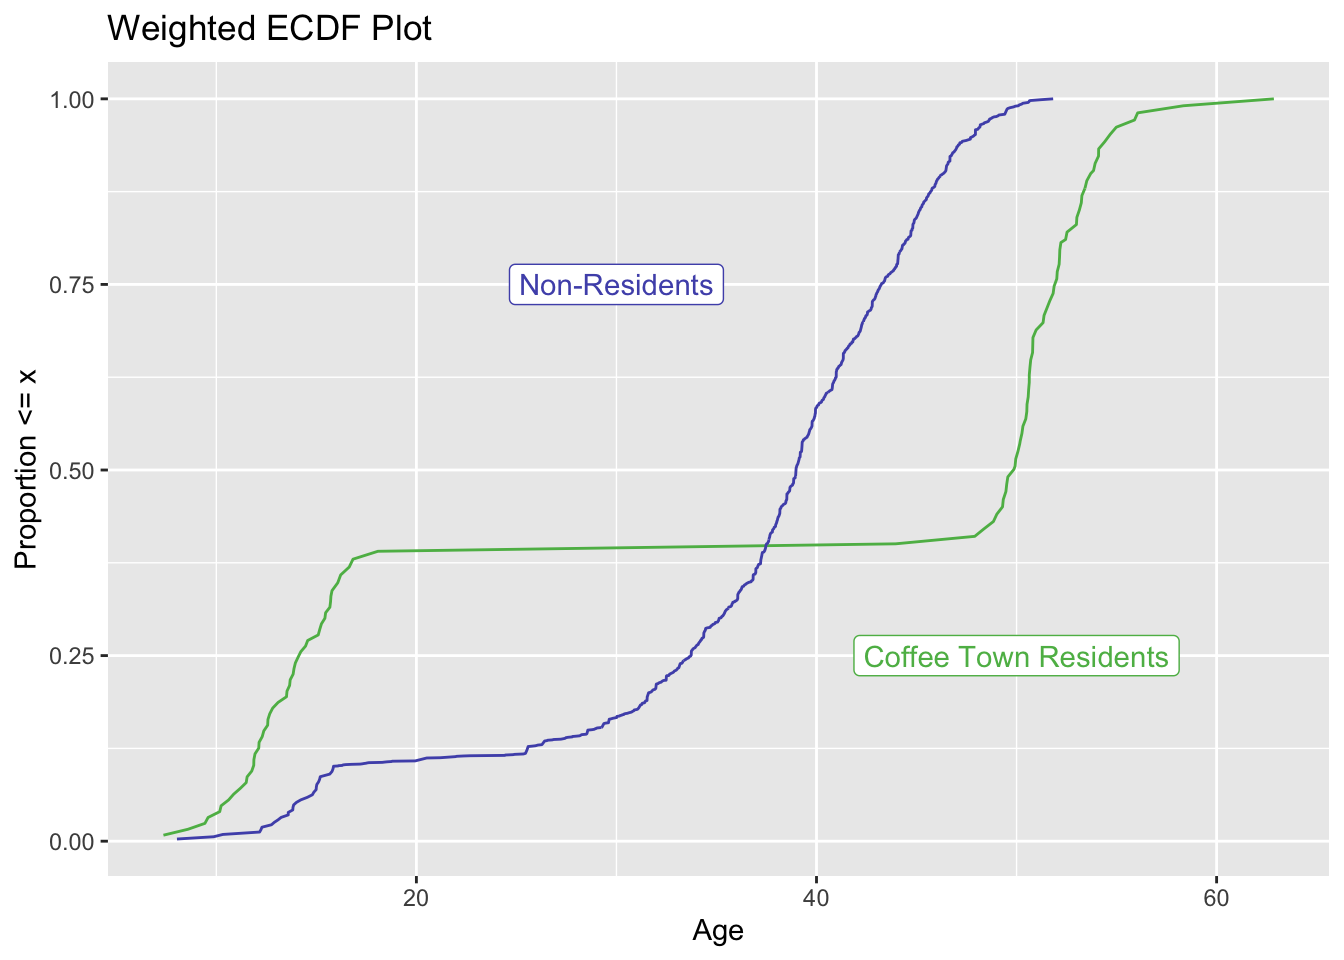 Weighted ECDF Plot
1.00
0.75
0.50
0.25
0.00
Proportion <= x
Non-Residents
Coffee Town Residents
20
40
60
Age